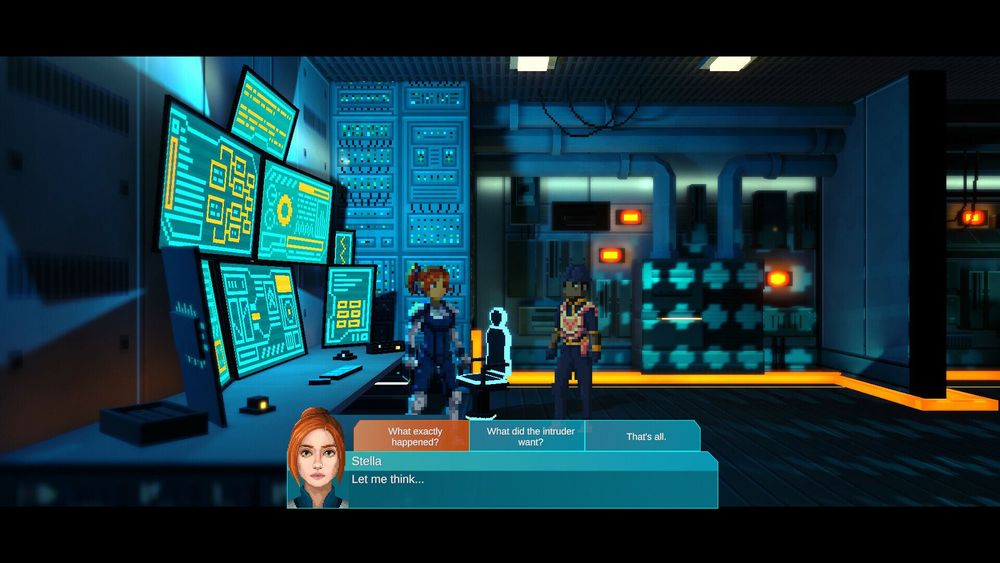 What exactly
happened?
What did the intruder
want?
That's all.
Stella
Let me think...